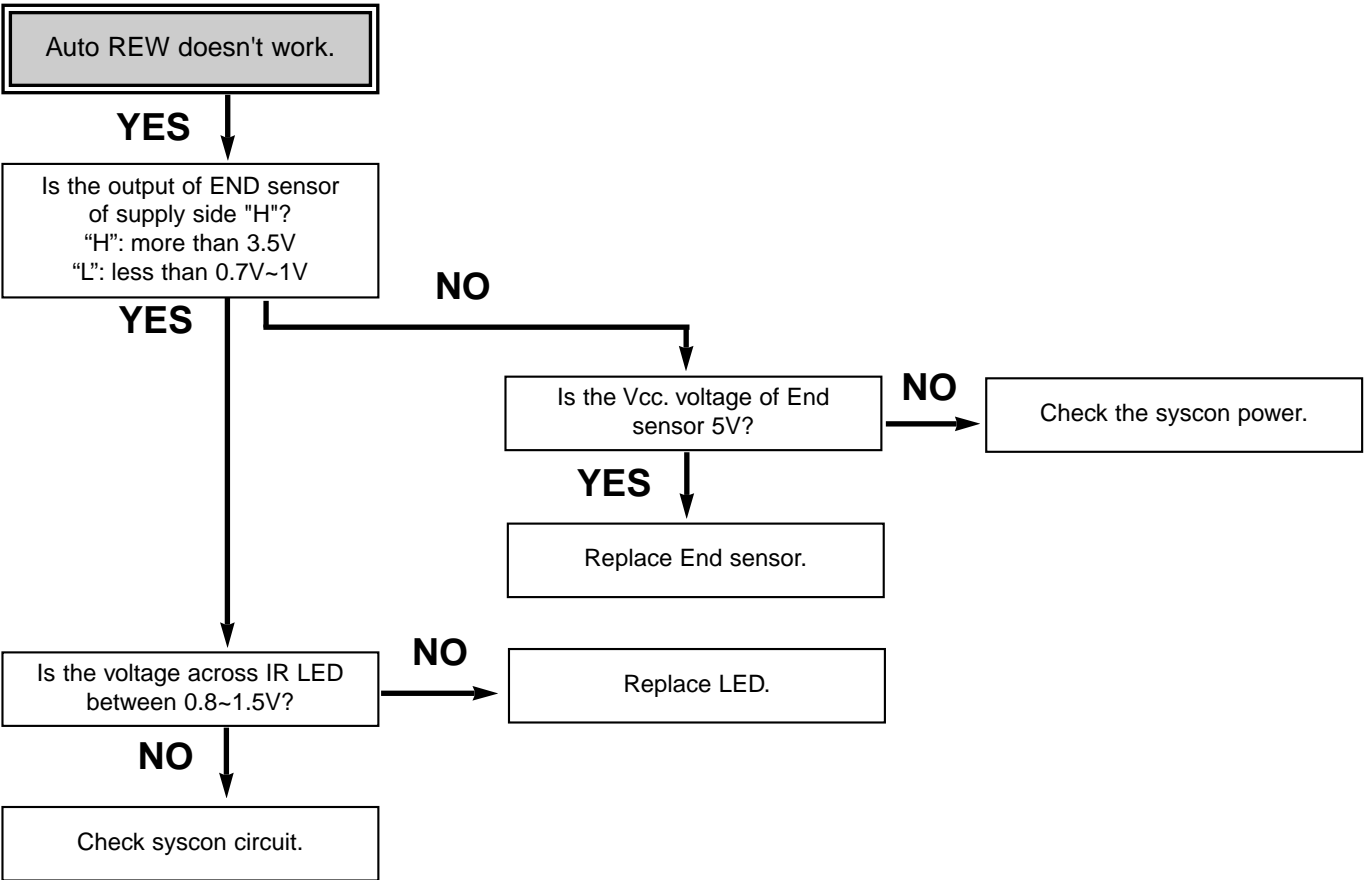 Auto REW doesn't work.
YES
Is the output of END sensor
of supply side "H"?
“H”: more than 3.5V
“L”: less than 0.7V~1V
NO
YES
Is the Vcc. voltage of End
sensor 5V?
NO
Check the syscon power.
YES
Replace End sensor.
Is the voltage across IR LED
between 0.8~1.5V?
NO
Replace LED.
NO
Check syscon circuit.